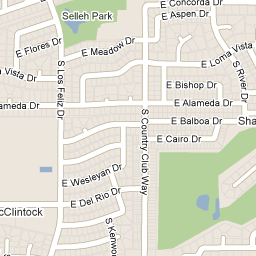 E Concorda Dr
Selleh Park
E Aspen Dr
E Flores Dr
E Meadow Dr
E Loma Vista
Vista Dr
E Bishop Dr
S River Dr
S Los Feliz Dr
lameda Dr
E Alameda Dr
S Country Club Way
E Balboa Dr
Sha
E Cairo Dr
E Wesleyan Dr
E Del Rio Dr
cClintock
S Kenwo